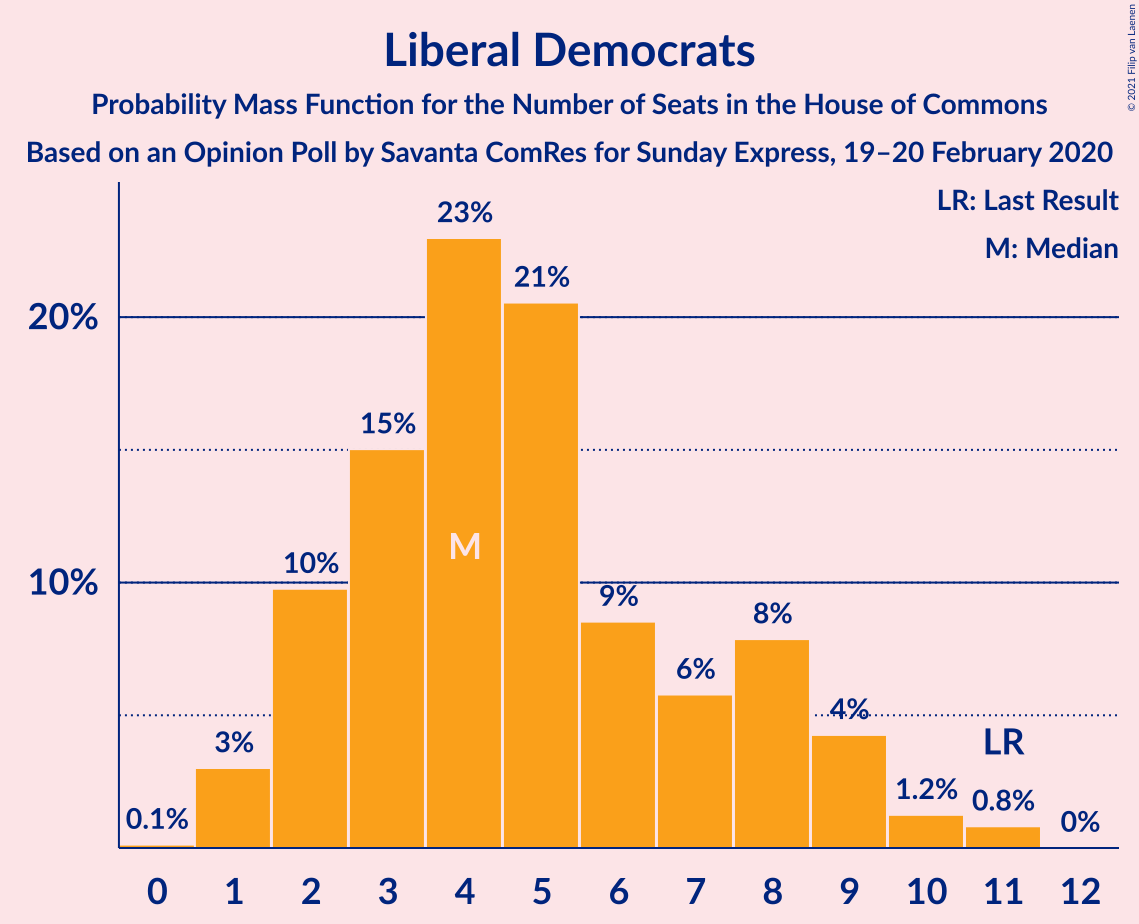 © 2021 Filip van Laenen
Liberal Democrats
Probability Mass Function for the Number of Seats in the House of Commons
Based on an Opinion Poll by Savanta ComRes for Sunday Express, 19–20 February 2020
LR: Last Result
M: Median
23%
21%
20%
15%
M
10%
10%
9%
8%
6%
4%
3%
LR
1.2%
0.8%
0.1%
0%
0 1 2 3 4 5 6 7 8 9 10 11 12